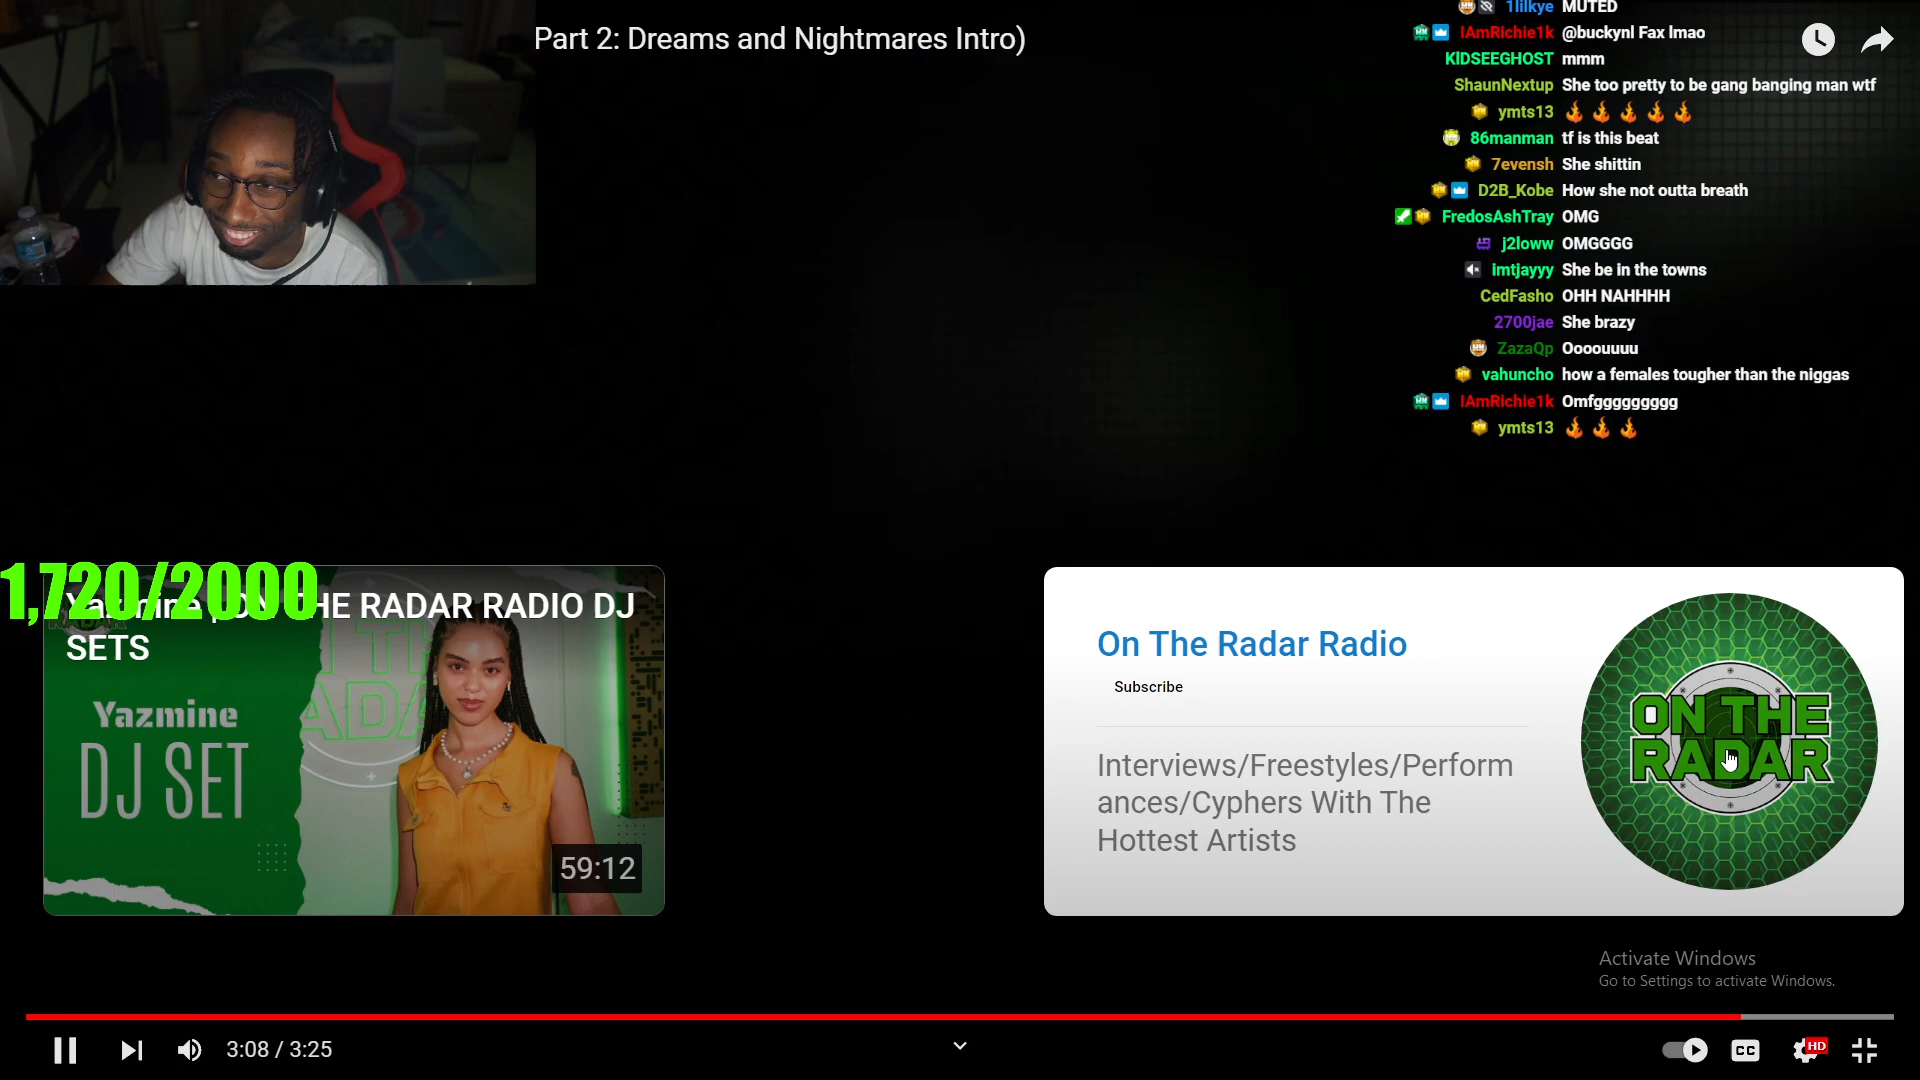 Part 2: Dreams and Nightmares Intro)
1lilkye MUTED
IAmRichie1k @buckynl Fax lmao
KIDSEEGHOST mmm
ShaunNextup She too pretty to be gang banging man wtf
ymts13 🔥 🔥 🔥 🔥 🔥
86manman tf is this beat
7evensh She shittin
D2B_Kobe How she not outta breath
FredosAshTray OMG
j2loww OMGGGG
imtjayyy She be in the towns
CedFasho OHH NAHHHH
2700jae She brazy
ZazaQp Oooouuuu
vahuncho how a females tougher than the niggas
IAmRichie1k Omfggggggggg
ymts13 🔥 🔥 🔥
1,720/2000
Yazmine | ON THE RADAR RADIO DJ
SETS
Yazmine
DJ SET
59:12
On The Radar Radio
Subscribe
Interviews/Freestyles/Perform
ances/Cyphers With The
Hottest Artists
ON THE
RADAR
Activate Windows
Go to Settings to activate Windows.
3:08 / 3:25
CC
HD